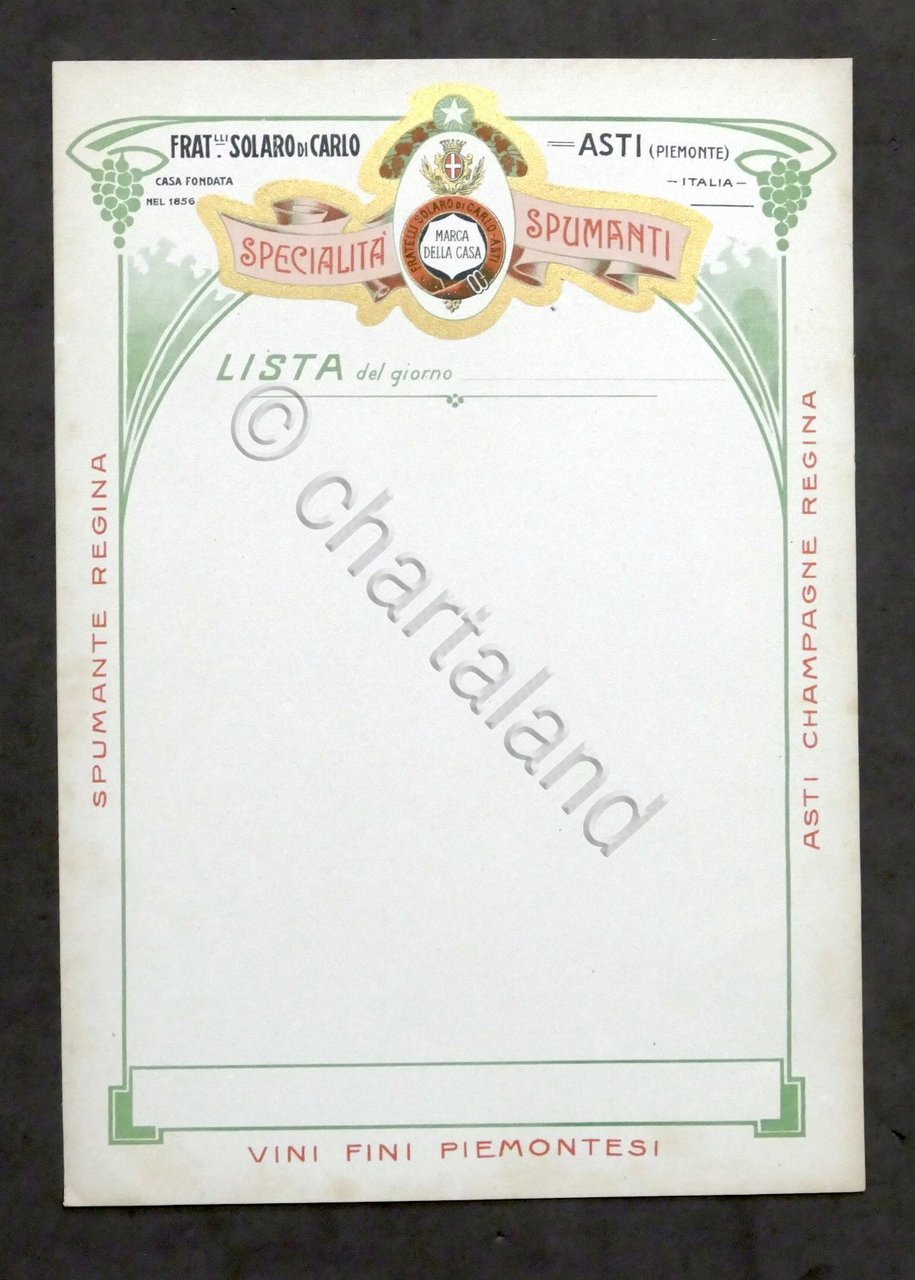 FRAT.LLI SOLARO DI CARLO
CASA FONDATA
NEL 1856
ASTI (PIEMONTE)
ITALIA
SPECIALITÀ
SPUMANTI
FRATELLI SOLARO DI CARLO · ASTI
MARCA
DELLA CASA
LISTA del giorno
SPUMANTE REGINA
ASTI CHAMPAGNE REGINA
VINI FINI PIEMONTESI
© chartaland